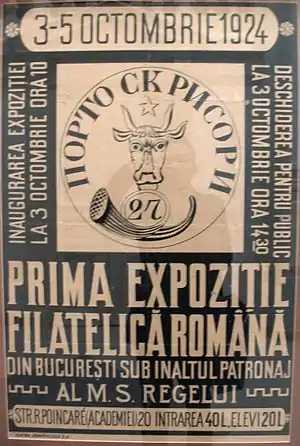 3-5 OCTOMBRIE 1924
INAUGURAREA EXPOZIȚIEI
LA 3 OCTOMBRIE ORA 10
ПОРТО СКРИСОРИ
27
DESCHIDEREA PENTRU PUBLIC
LA 3 OCTOMBRIE ORA 14:30
PRIMA EXPOZIȚIE
FILATELICĂ ROMÂNĂ
DIN BUCUREȘTI SUB INALTUL PATRONAJ
AL M. S. REGELUI
STR. R. POINCARÉ (ACADEMIEI) 20 INTRAREA 40 L, ELEVI 20 L